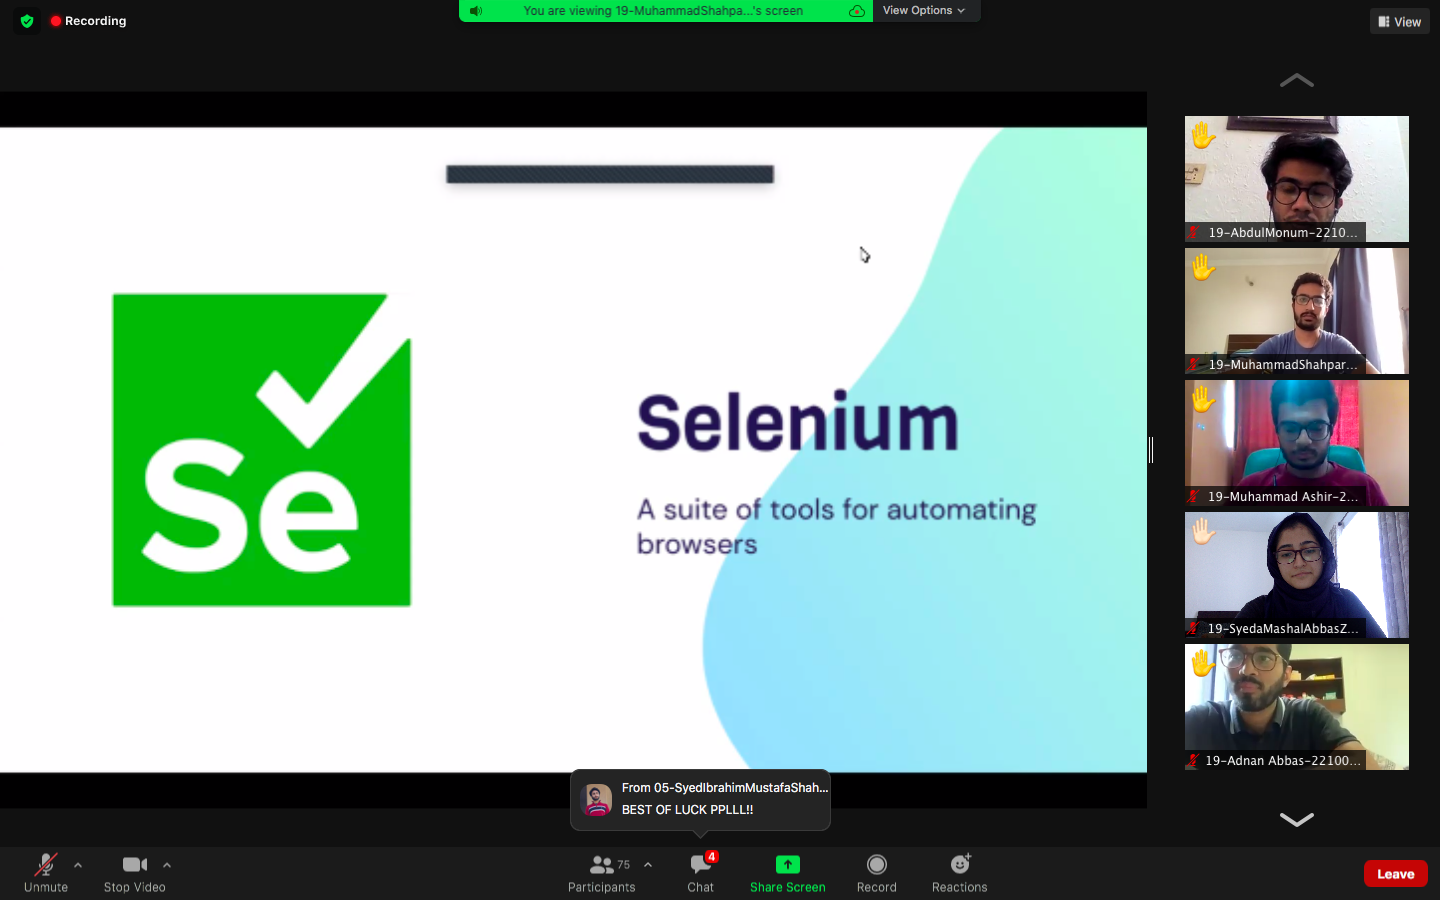 Recording
You are viewing 19-MuhammadShahpa...'s screen
View Options
View
Se
Selenium
A suite of tools for automating
browsers
19-AbdulMonum-2210...
19-MuhammadShahpar...
19-Muhammad Ashir-2...
19-SyedaMashalAbbasZ...
19-Adnan Abbas-22100...
From 05-SyedIbrahimMustafaShah...
BEST OF LUCK PPLLL!!
Unmute
Stop Video
75
Participants
4
Chat
Share Screen
Record
Reactions
Leave